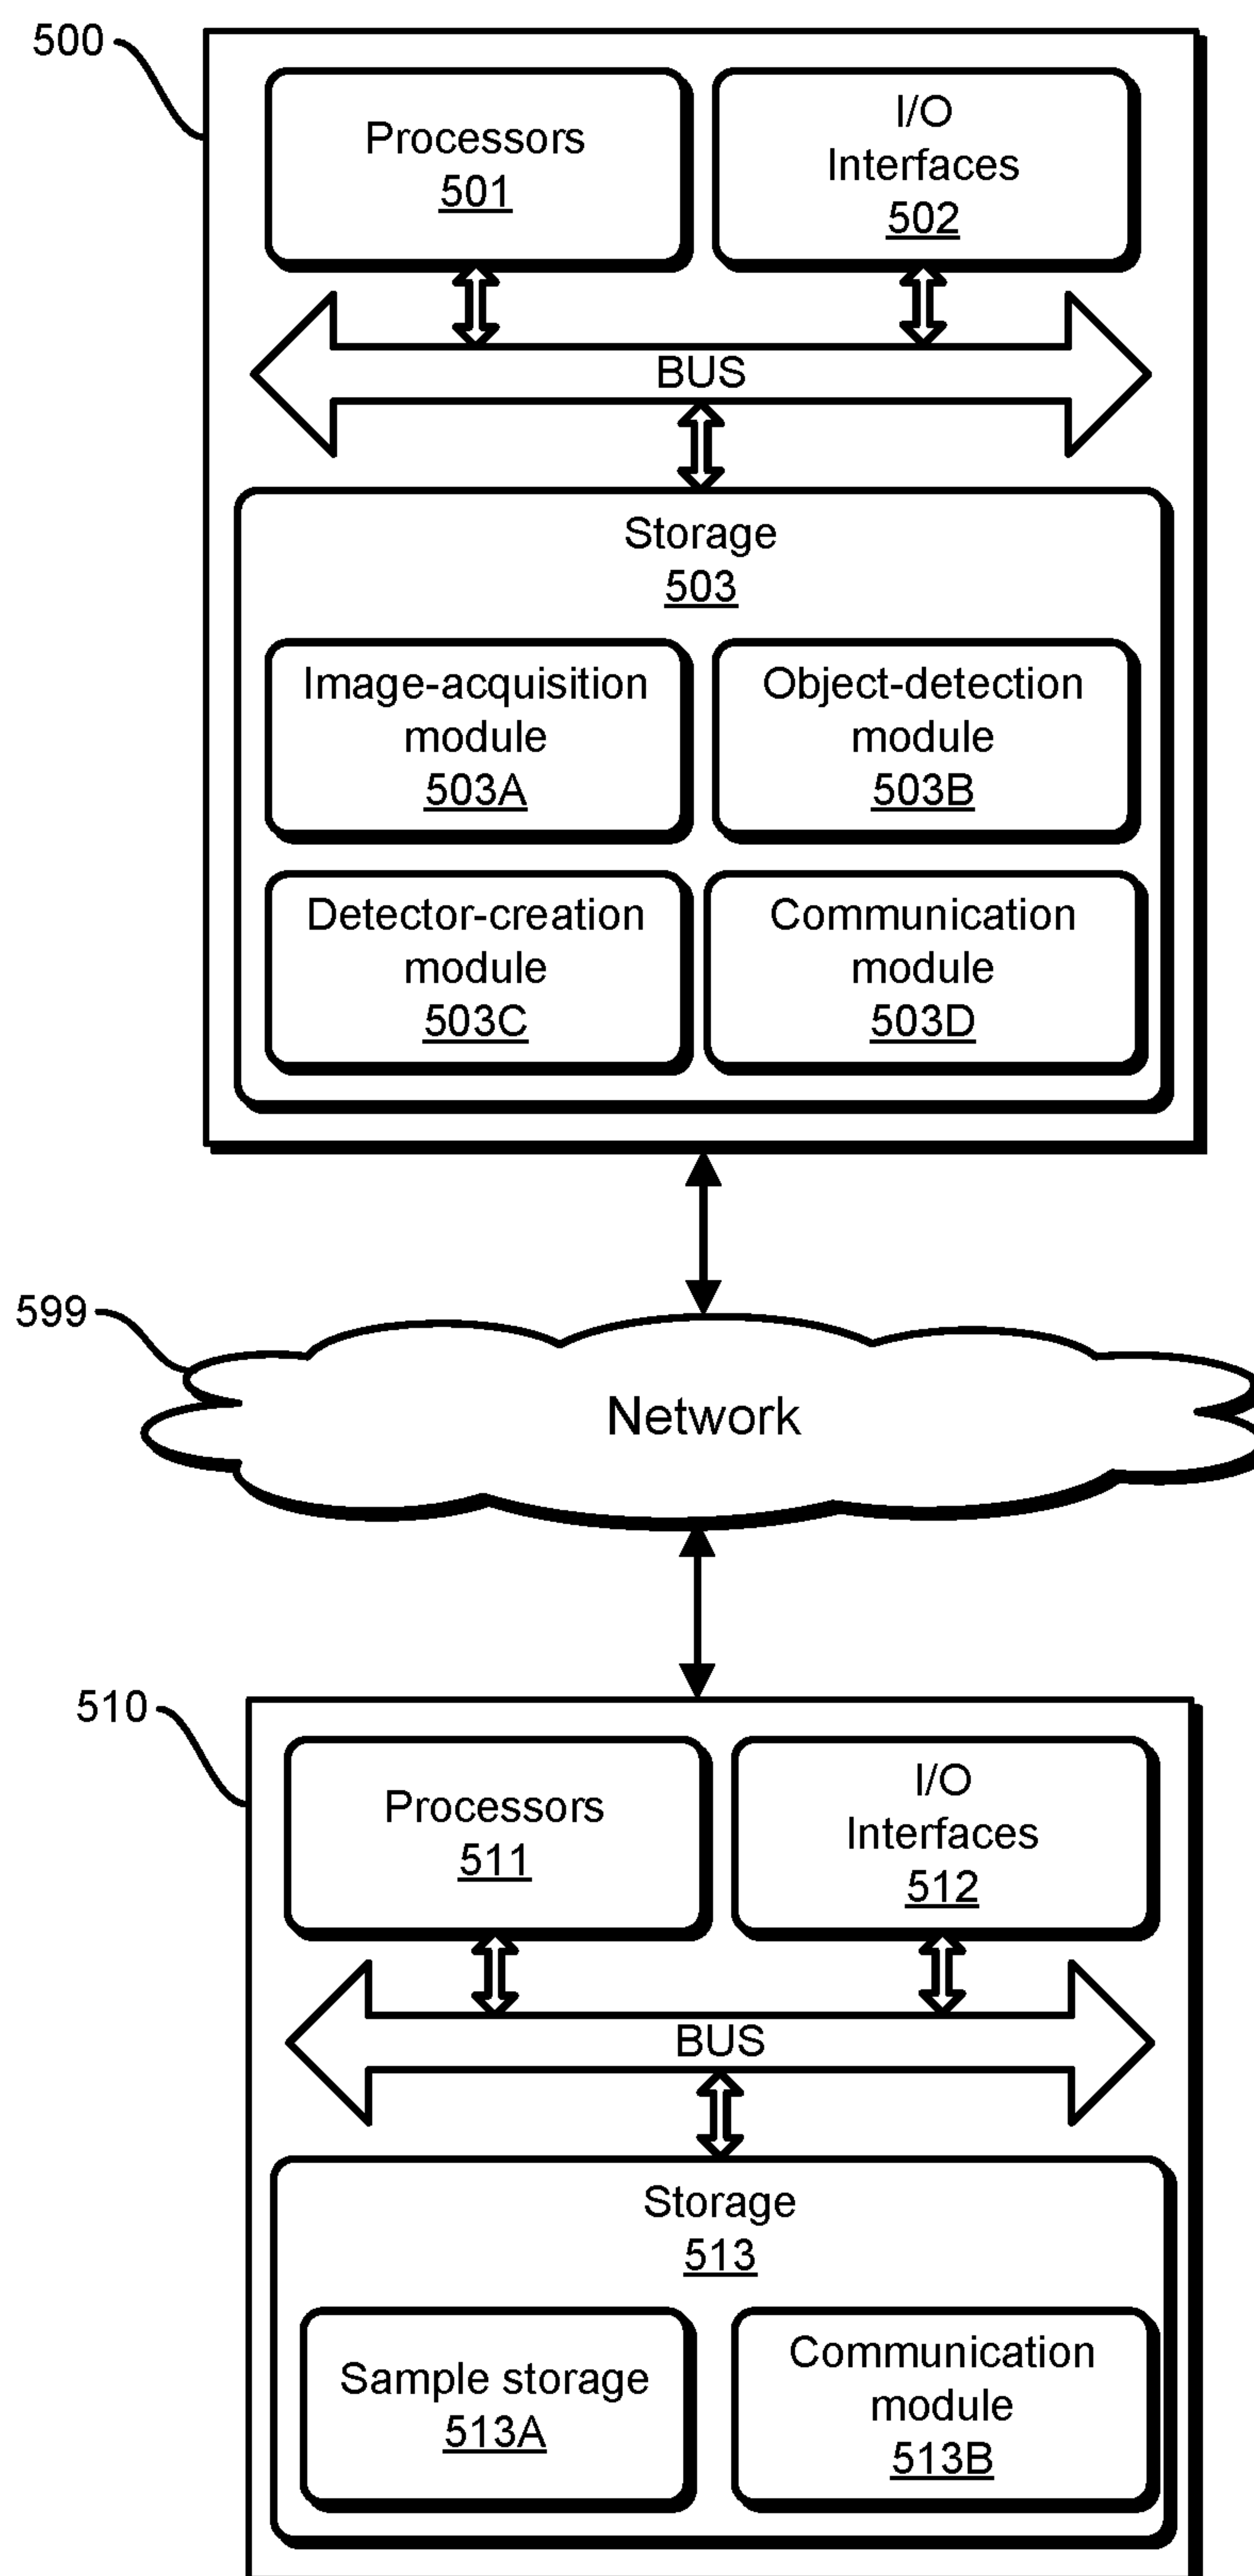 500
Processors
501
I/O
Interfaces
502
BUS
Storage
503
Image-acquisition
module
503A
Object-detection
module
503B
Detector-creation
module
503C
Communication
module
503D
599
Network
510
Processors
511
I/O
Interfaces
512
BUS
Storage
513
Sample storage
513A
Communication
module
513B